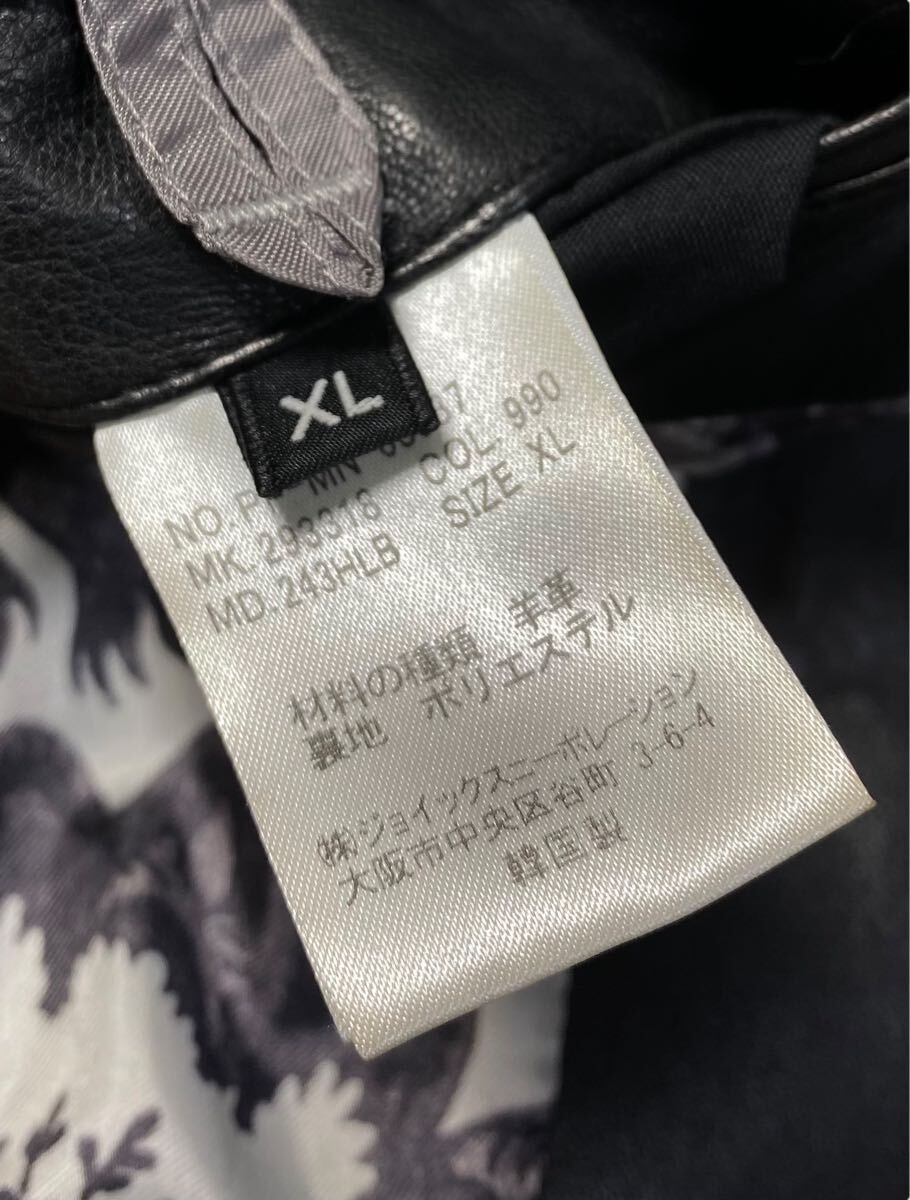 XL
NO.P MN 37
MK.293318 COL 990
MD.243HLB SIZE XL
材料の種類 羊革
裏地 ポリエステル
㈱ジョイックスコーポレーション
大阪市中央区谷町 3-6-4
韓国製